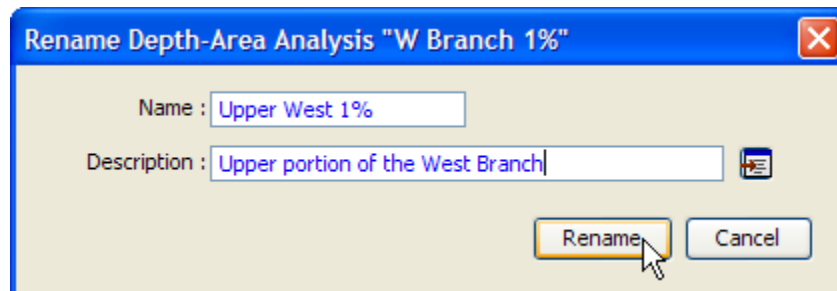 Rename Depth-Area Analysis "W Branch 1%"
Name : Upper West 1%
Description : Upper portion of the West Branch
Rename Cancel